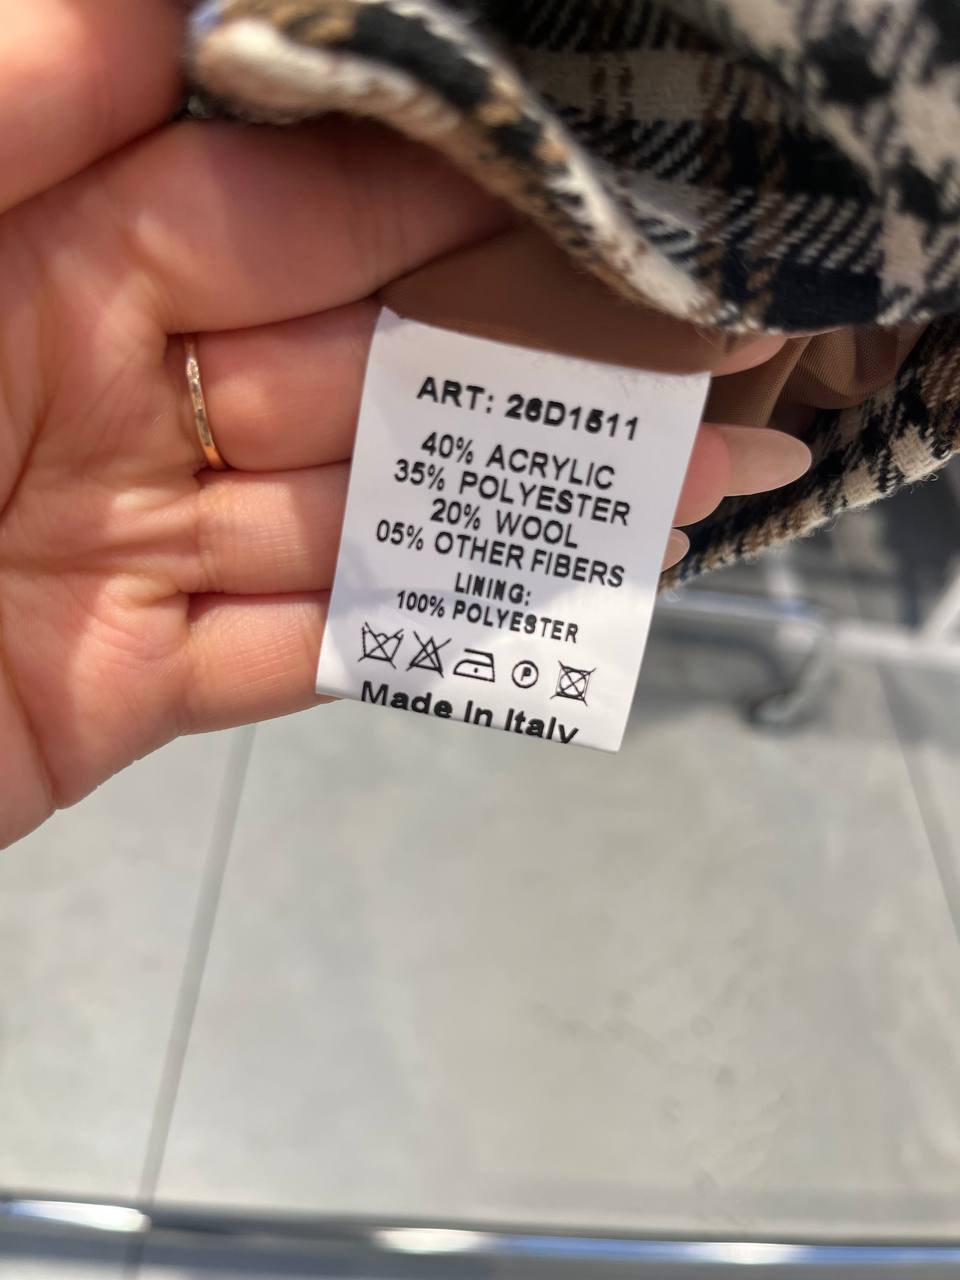 ART: 26D1511
40% ACRYLIC
35% POLYESTER
20% WOOL
05% OTHER FIBERS
LINING:
100% POLYESTER
P
Made In Italy